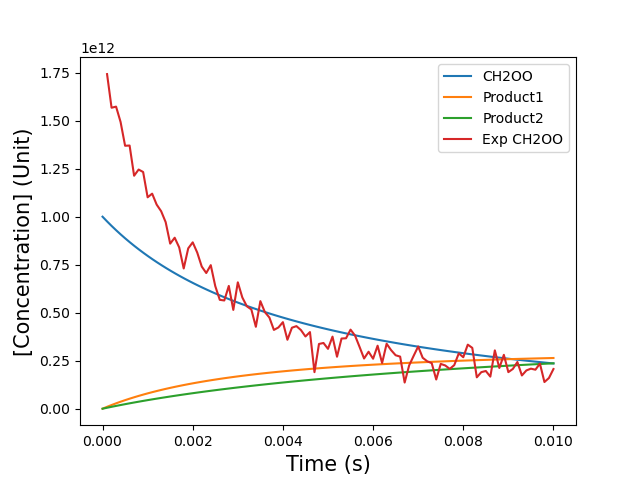 1e12
1.75
1.50
1.25
1.00
0.75
0.50
0.25
0.00
[Concentration] (Unit)
CH2OO
Product1
Product2
Exp CH2OO
0.000 0.002 0.004 0.006 0.008 0.010
Time (s)